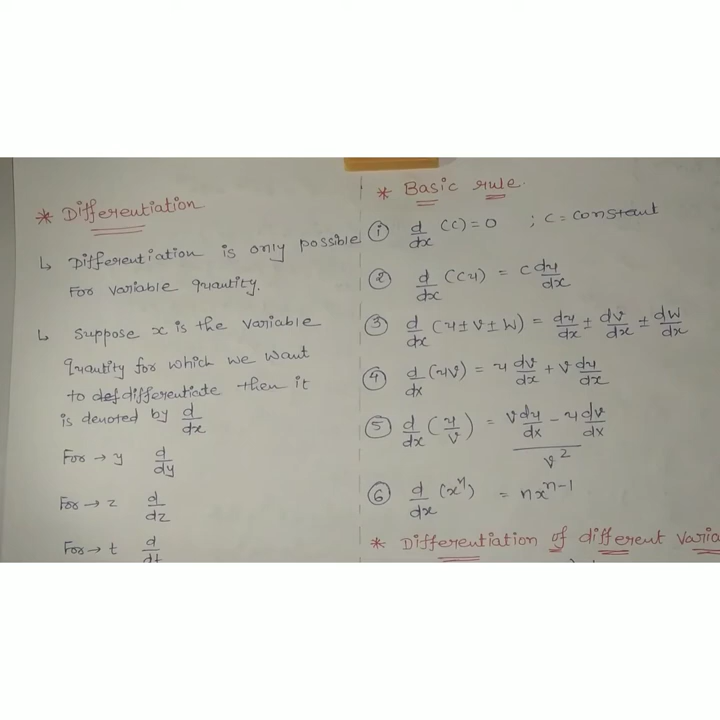 * Differentiation
↳ Differentiation is only possible
For variable quantity.
↳ Suppose x is the variable
quantity for which we want
to differentiate then it
is denoted by d/dx
For → y d/dy
For → z d/dz
For → t d/dt
* Basic rule.
① d/dx (c) = 0 ; c = constant
② d/dx (cu) = c du/dx
③ d/dx (u ± v ± w) = du/dx ± dv/dx ± dw/dx
④ d/dx (uv) = u dv/dx + v du/dx
⑤ d/dx (u/v) = (v du/dx - u dv/dx) / v²
⑥ d/dx (xⁿ) = nxⁿ⁻¹
* Differentiation of different varia